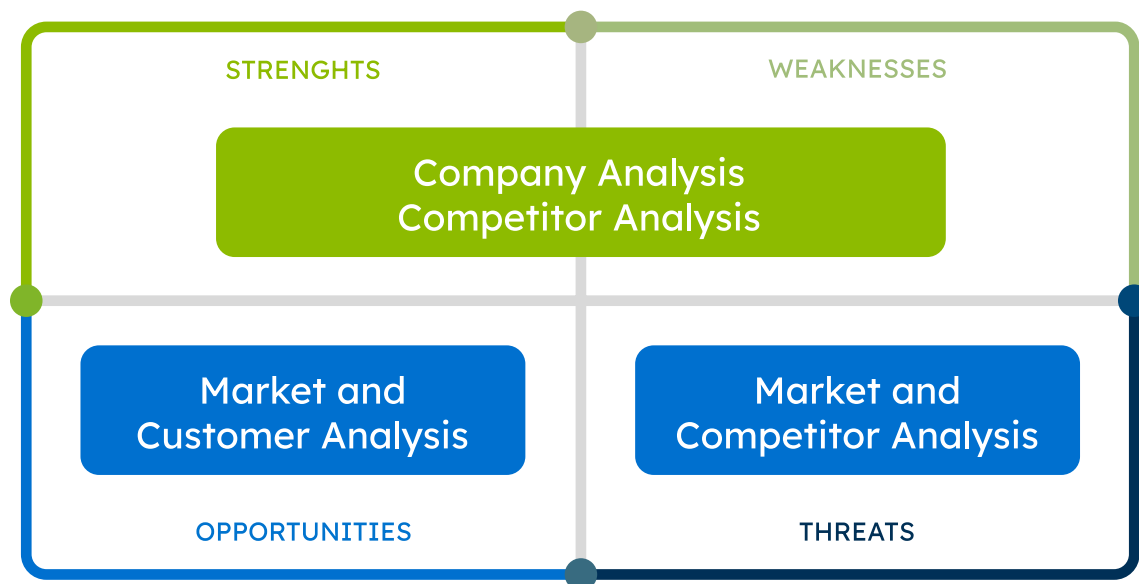 STRENGHTS
WEAKNESSES
Company Analysis
Competitor Analysis
Market and
Customer Analysis
Market and
Competitor Analysis
OPPORTUNITIES
THREATS